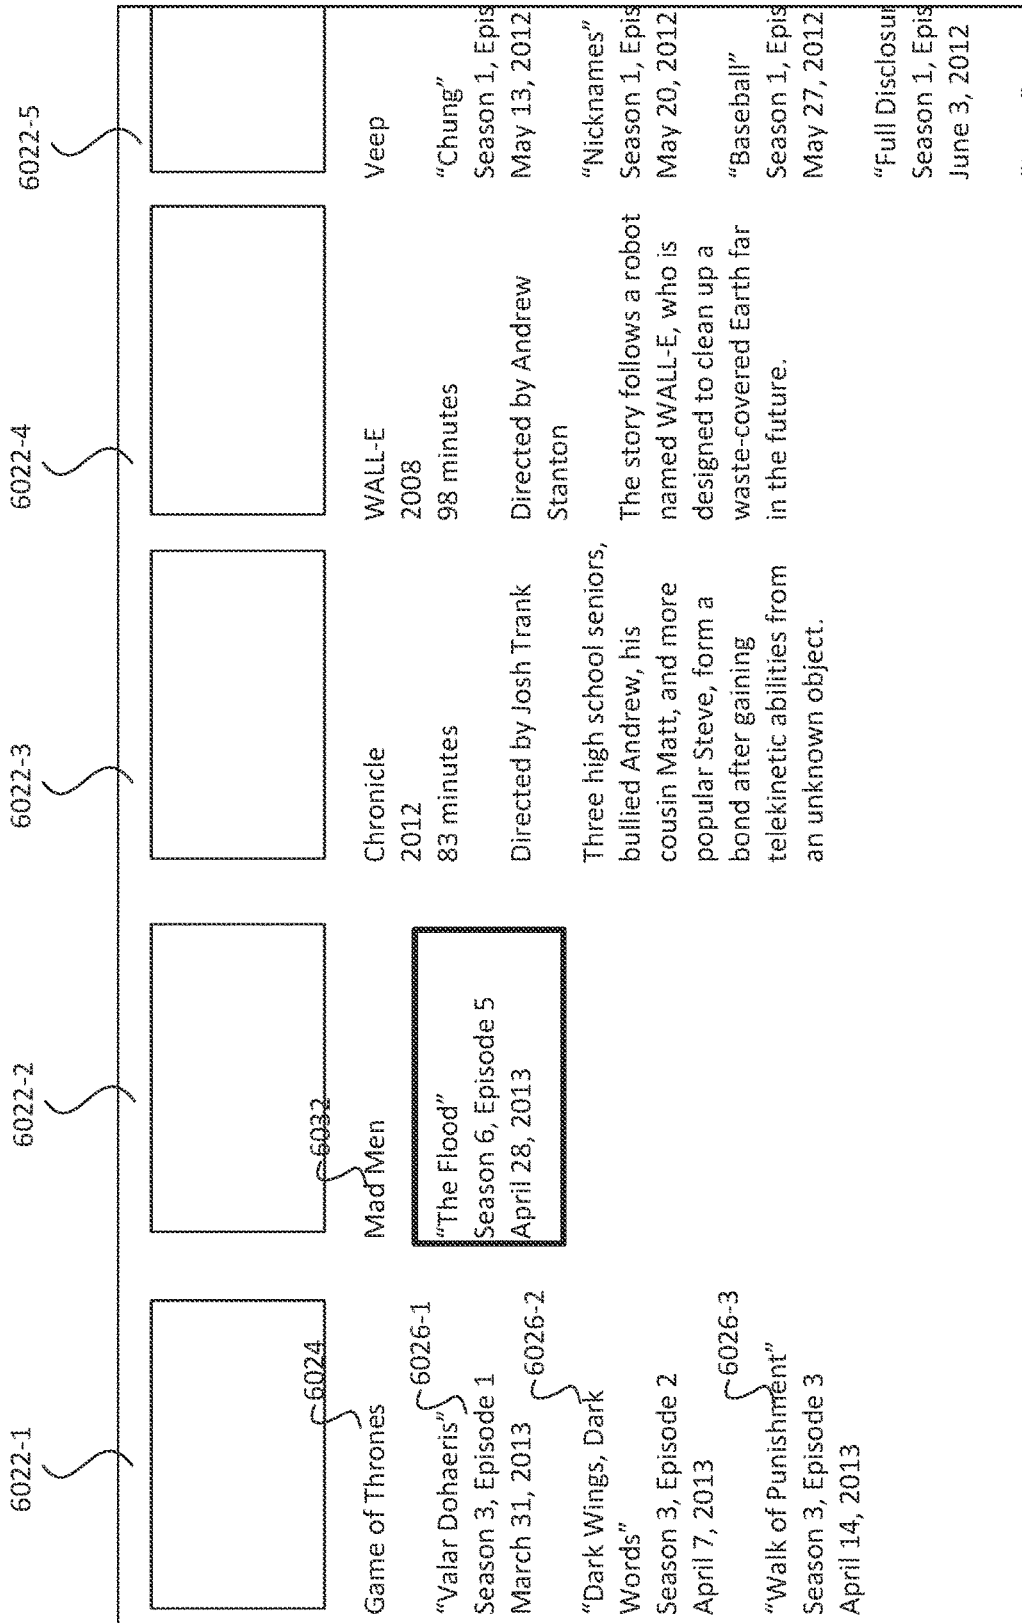 6022-1
6022-2
6022-3
6022-4
6022-5
6024
Game of Thrones
6026-1
“Valar Dohaeris”
Season 3, Episode 1
March 31, 2013
6026-2
“Dark Wings, Dark
Words”
Season 3, Episode 2
April 7, 2013
6026-3
“Walk of Punishment”
Season 3, Episode 3
April 14, 2013
6032
Mad Men
“The Flood”
Season 6, Episode 5
April 28, 2013
Chronicle
2012
83 minutes
Directed by Josh Trank
Three high school seniors,
bullied Andrew, his
cousin Matt, and more
popular Steve, form a
bond after gaining
telekinetic abilities from
an unknown object.
WALL-E
2008
98 minutes
Directed by Andrew
Stanton
The story follows a robot
named WALL-E, who is
designed to clean up a
waste-covered Earth far
in the future.
Veep
“Chung”
Season 1, Epis
May 13, 2012
“Nicknames”
Season 1, Epis
May 20, 2012
“Baseball”
Season 1, Epis
May 27, 2012
“Full Disclosur
Season 1, Epis
June 3, 2012